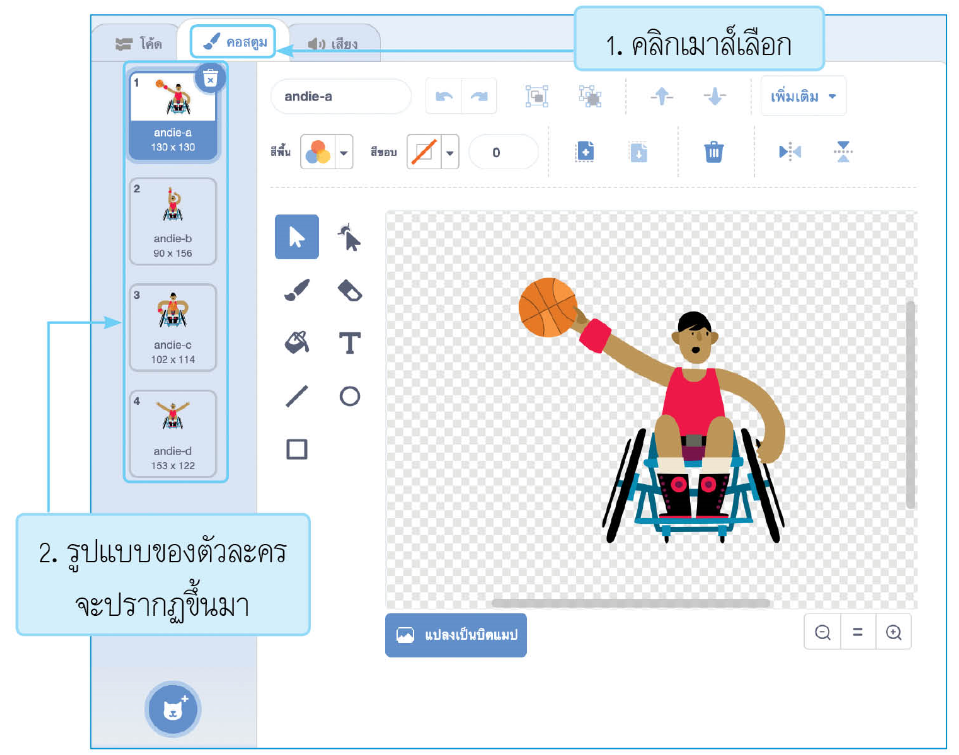 โค้ด
คอสตูม
เสียง
1. คลิกเมาส์เลือก
1
andie-a
130 x 130
2
andie-b
90 x 156
3
andie-c
102 x 114
4
andie-d
153 x 122
andie-a
เพิ่มเติม
สีพื้น
สีขอบ
0
T
2. รูปแบบของตัวละคร
จะปรากฏขึ้นมา
แปลงเป็นบิตแมป